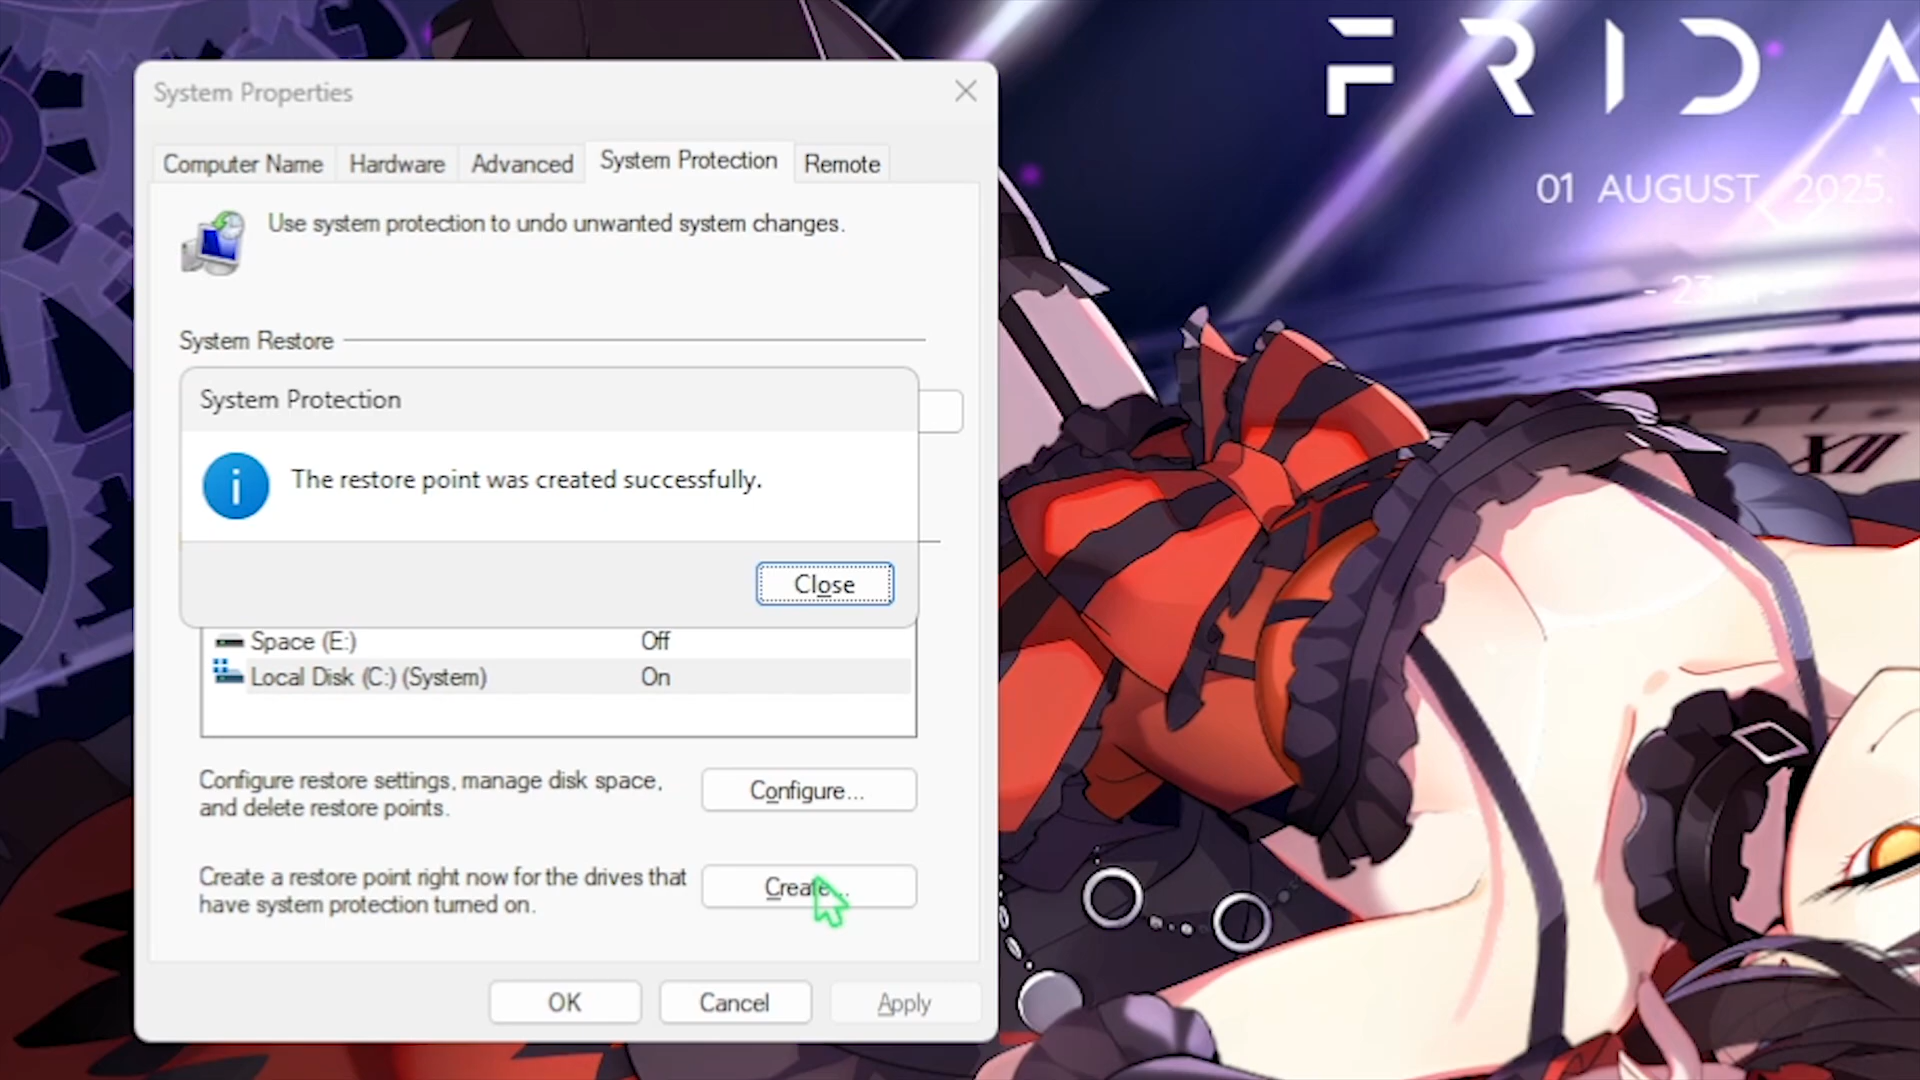 System Properties
Computer Name Hardware Advanced System Protection Remote
Use system protection to undo unwanted system changes.
System Restore
System Protection
The restore point was created successfully.
Close
Space (E:) Off
Local Disk (C:) (System) On
Configure restore settings, manage disk space,
and delete restore points.
Configure...
Create a restore point right now for the drives that
have system protection turned on.
Create...
OK Cancel Apply
FRIDA
01 AUGUST 2025.
XII